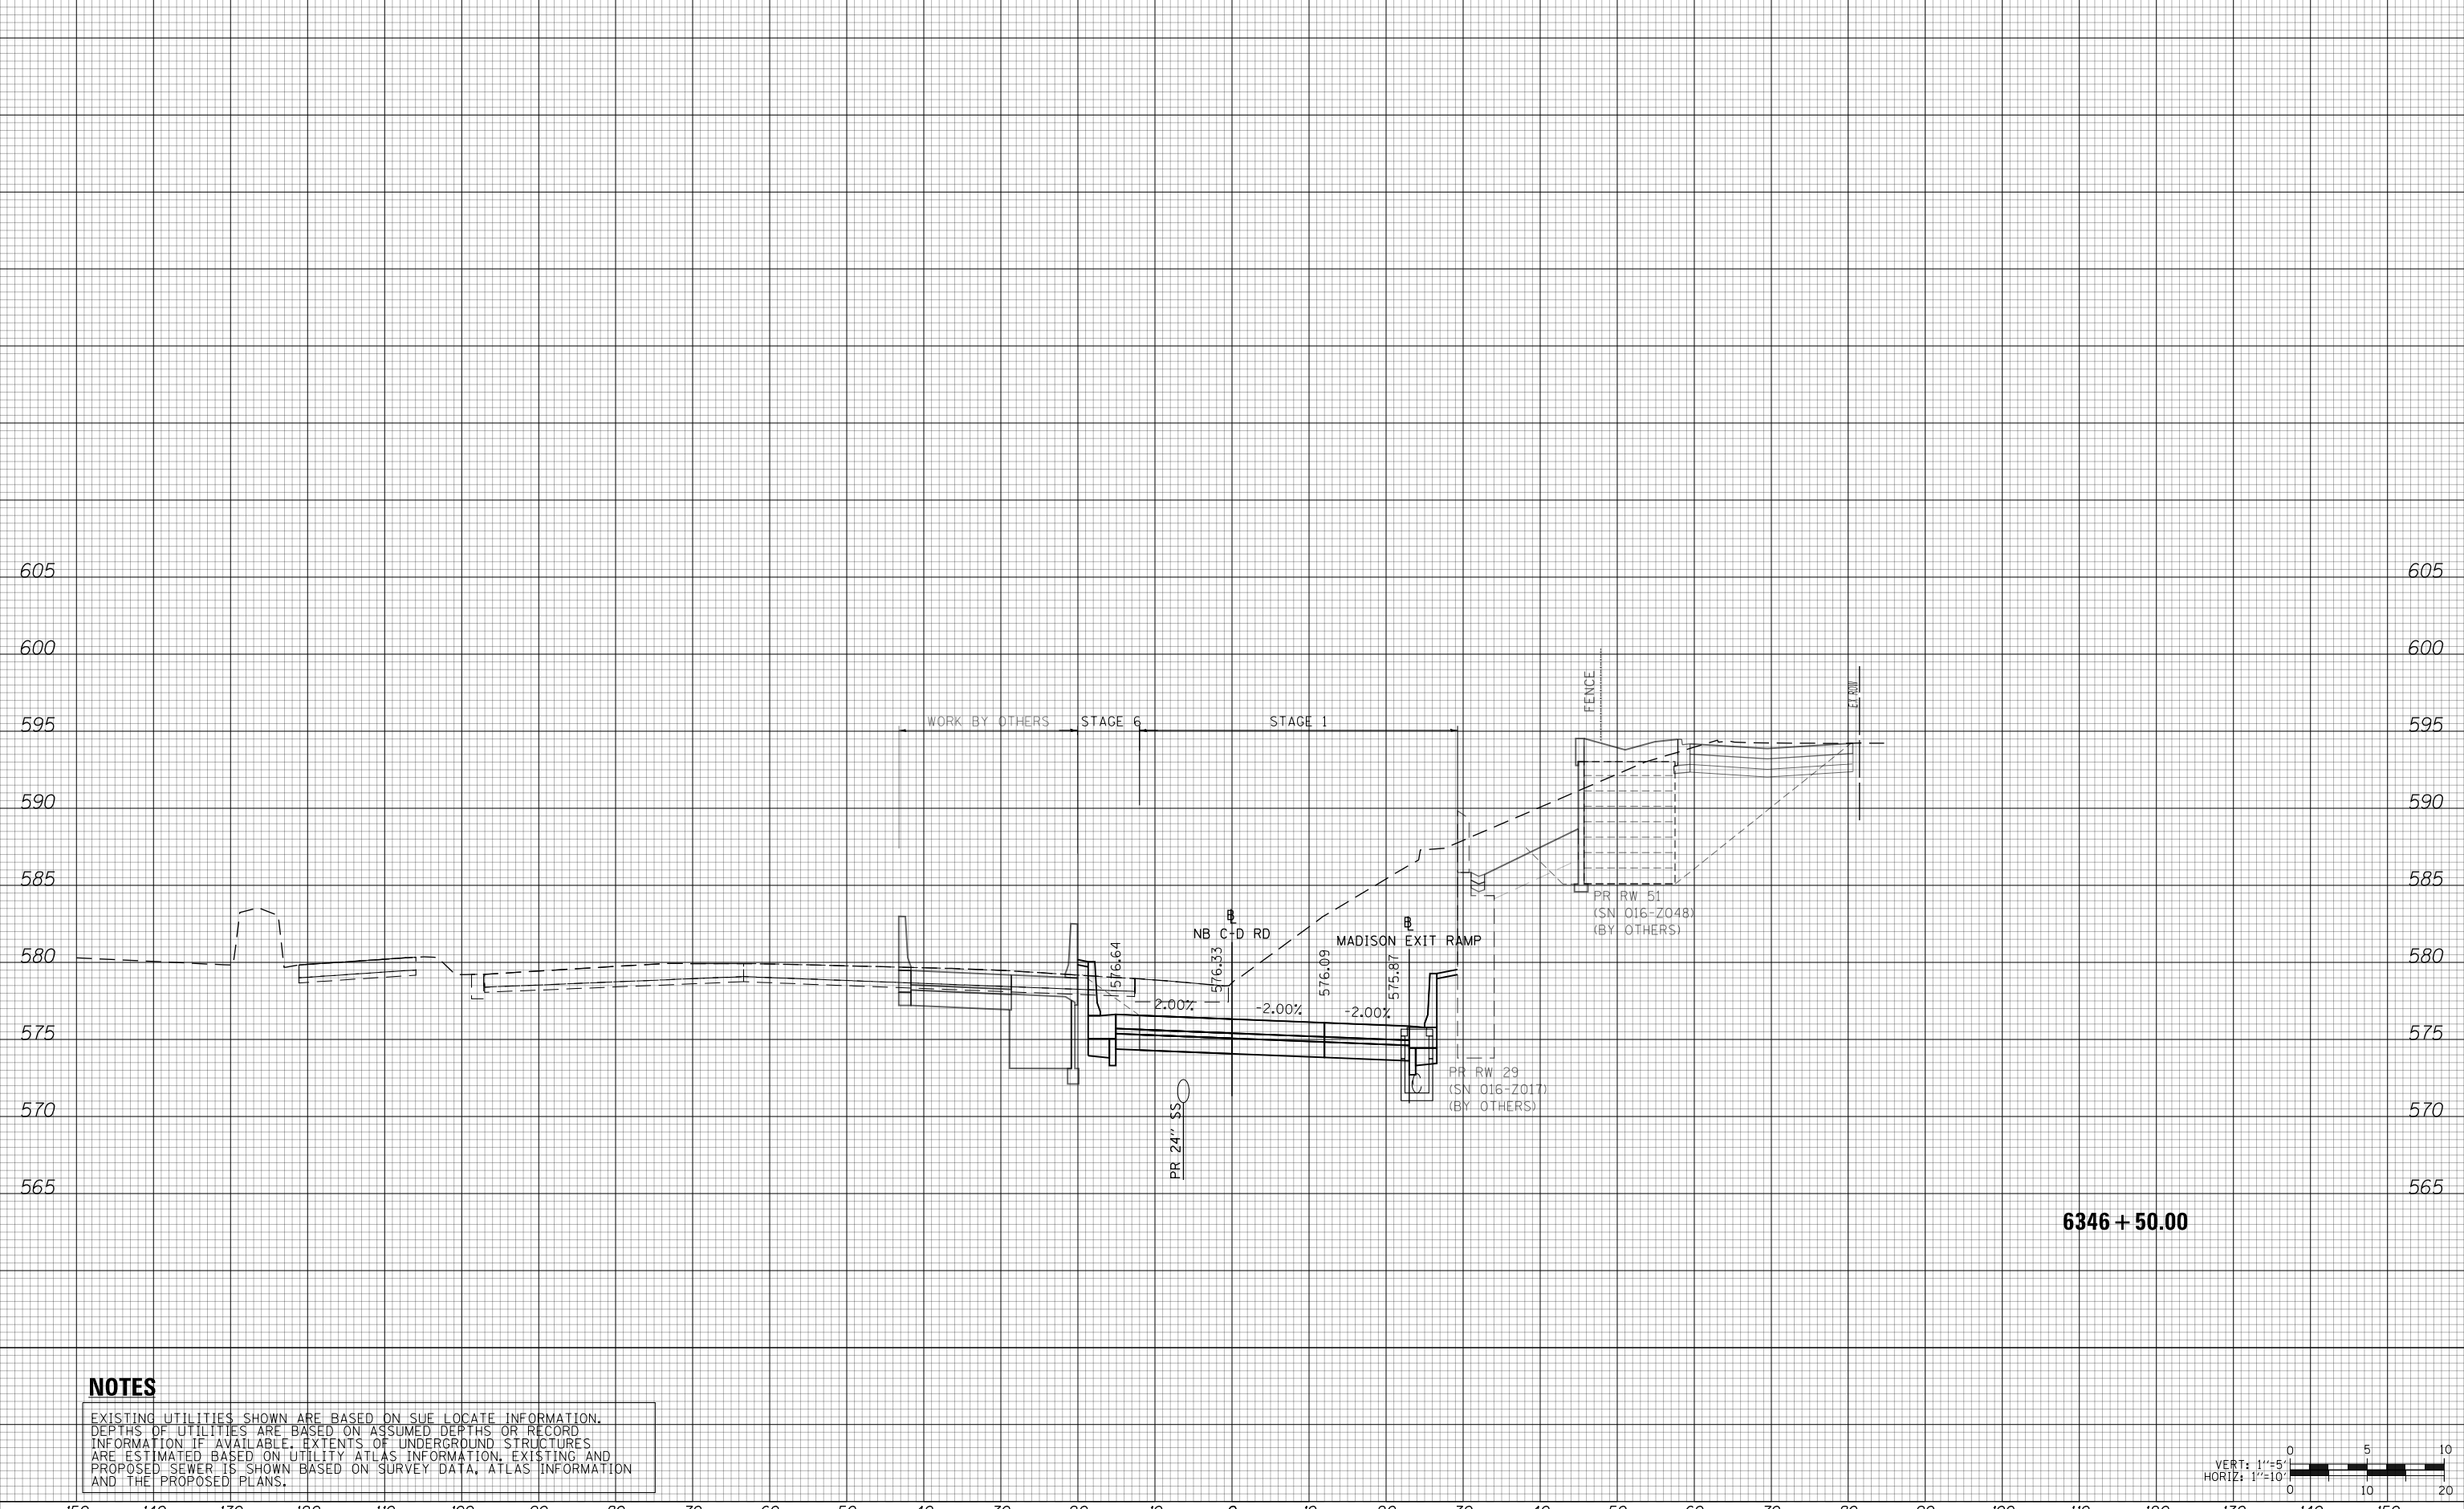 605 605
600 600
FENCE
EX ROW
595 595
WORK BY OTHERS STAGE 6 STAGE 1
590 590
585 585
PR RW 51
(SN 016-Z048)
(BY OTHERS)
580 580
NB C-D RD
MADISON EXIT RAMP
576.64
576.33
576.09
575.87
2.00% -2.00% -2.00%
575 575
PR RW 29
(SN 016-Z017)
(BY OTHERS)
570 570
PR 24" SS
565 565
6346+50.00
NOTES
EXISTING UTILITIES SHOWN ARE BASED ON SUE LOCATE INFORMATION.
DEPTHS OF UTILITIES ARE BASED ON ASSUMED DEPTHS OR RECORD
INFORMATION IF AVAILABLE. EXTENTS OF UNDERGROUND STRUCTURES
ARE ESTIMATED BASED ON UTILITY ATLAS INFORMATION. EXISTING AND
PROPOSED SEWER IS SHOWN BASED ON SURVEY DATA, ATLAS INFORMATION
AND THE PROPOSED PLANS.
0 5 10
VERT: 1"=5'
HORIZ: 1"=10'
0 10 20